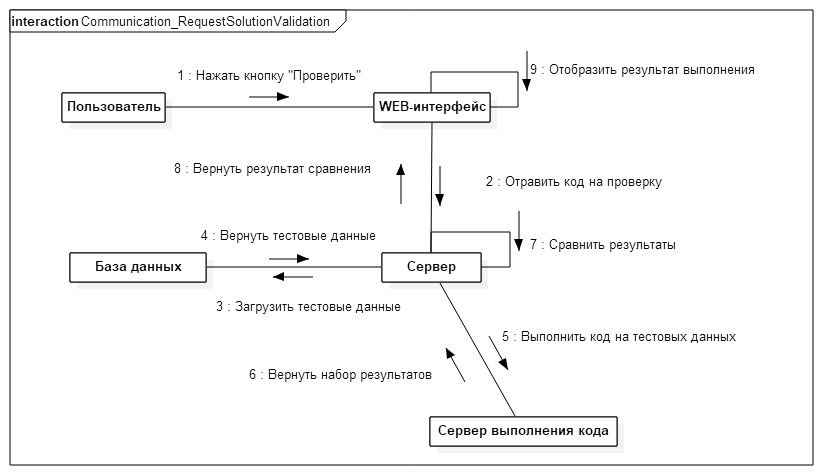 interaction Communication_RequestSolutionValidation
1 : Нажать кнопку "Проверить"
9 : Отобразить результат выполнения
Пользователь
WEB-интерфейс
8 : Вернуть результат сравнения
2 : Отравить код на проверку
4 : Вернуть тестовые данные
7 : Сравнить результаты
База данных
Сервер
3 : Загрузить тестовые данные
5 : Выполнить код на тестовых данных
6 : Вернуть набор результатов
Сервер выполнения кода